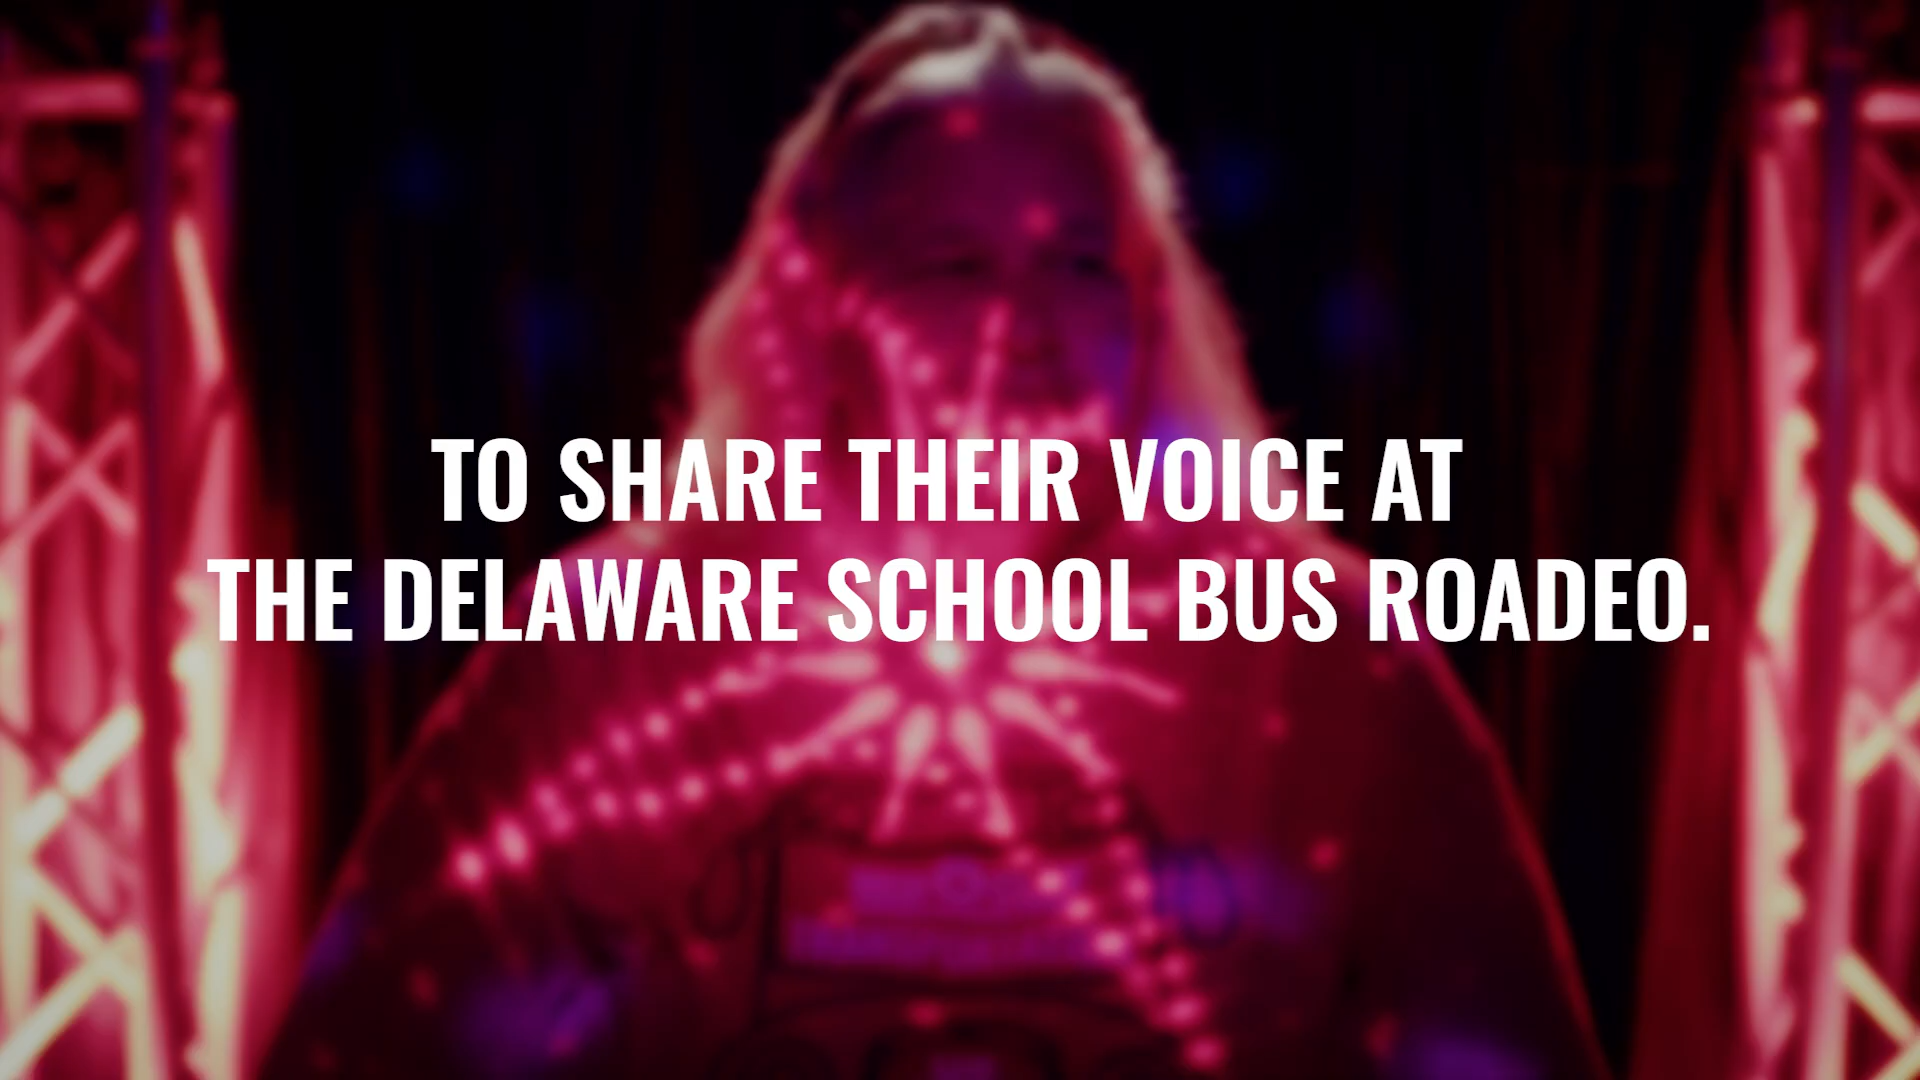 TO SHARE THEIR VOICE AT
THE DELAWARE SCHOOL BUS ROADEO.